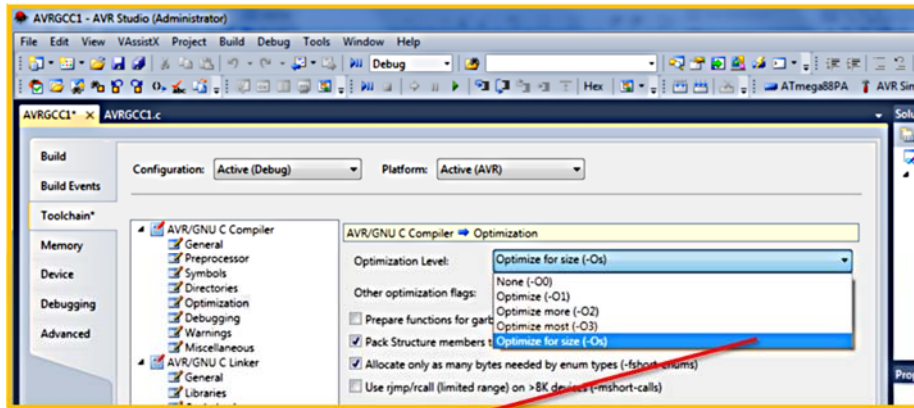 AVRGCC1 - AVR Studio (Administrator)
File Edit View VAssistX Project Build Debug Tools Window Help
Debug
Hex ATmega88PA AVR Sim
AVRGCC1* AVRGCC1.c
Solu
Build
Build Events
Toolchain*
Memory
Device
Debugging
Advanced
Configuration: Active (Debug) Platform: Active (AVR)
AVR/GNU C Compiler
General
Preprocessor
Symbols
Directories
Optimization
Debugging
Warnings
Miscellaneous
AVR/GNU C Linker
General
Libraries
AVR/GNU C Compiler Optimization
Optimization Level: Optimize for size (-Os)
None (-O0)
Optimize (-O1)
Optimize more (-O2)
Optimize most (-O3)
Optimize for size (-Os)
Other optimization flags:
Prepare functions for garb
Pack Structure members t
Allocate only as many bytes needed by enum types (-fshort-enums)
Use rjmp/rcall (limited range) on >8K devices (-mshort-calls)
Prop